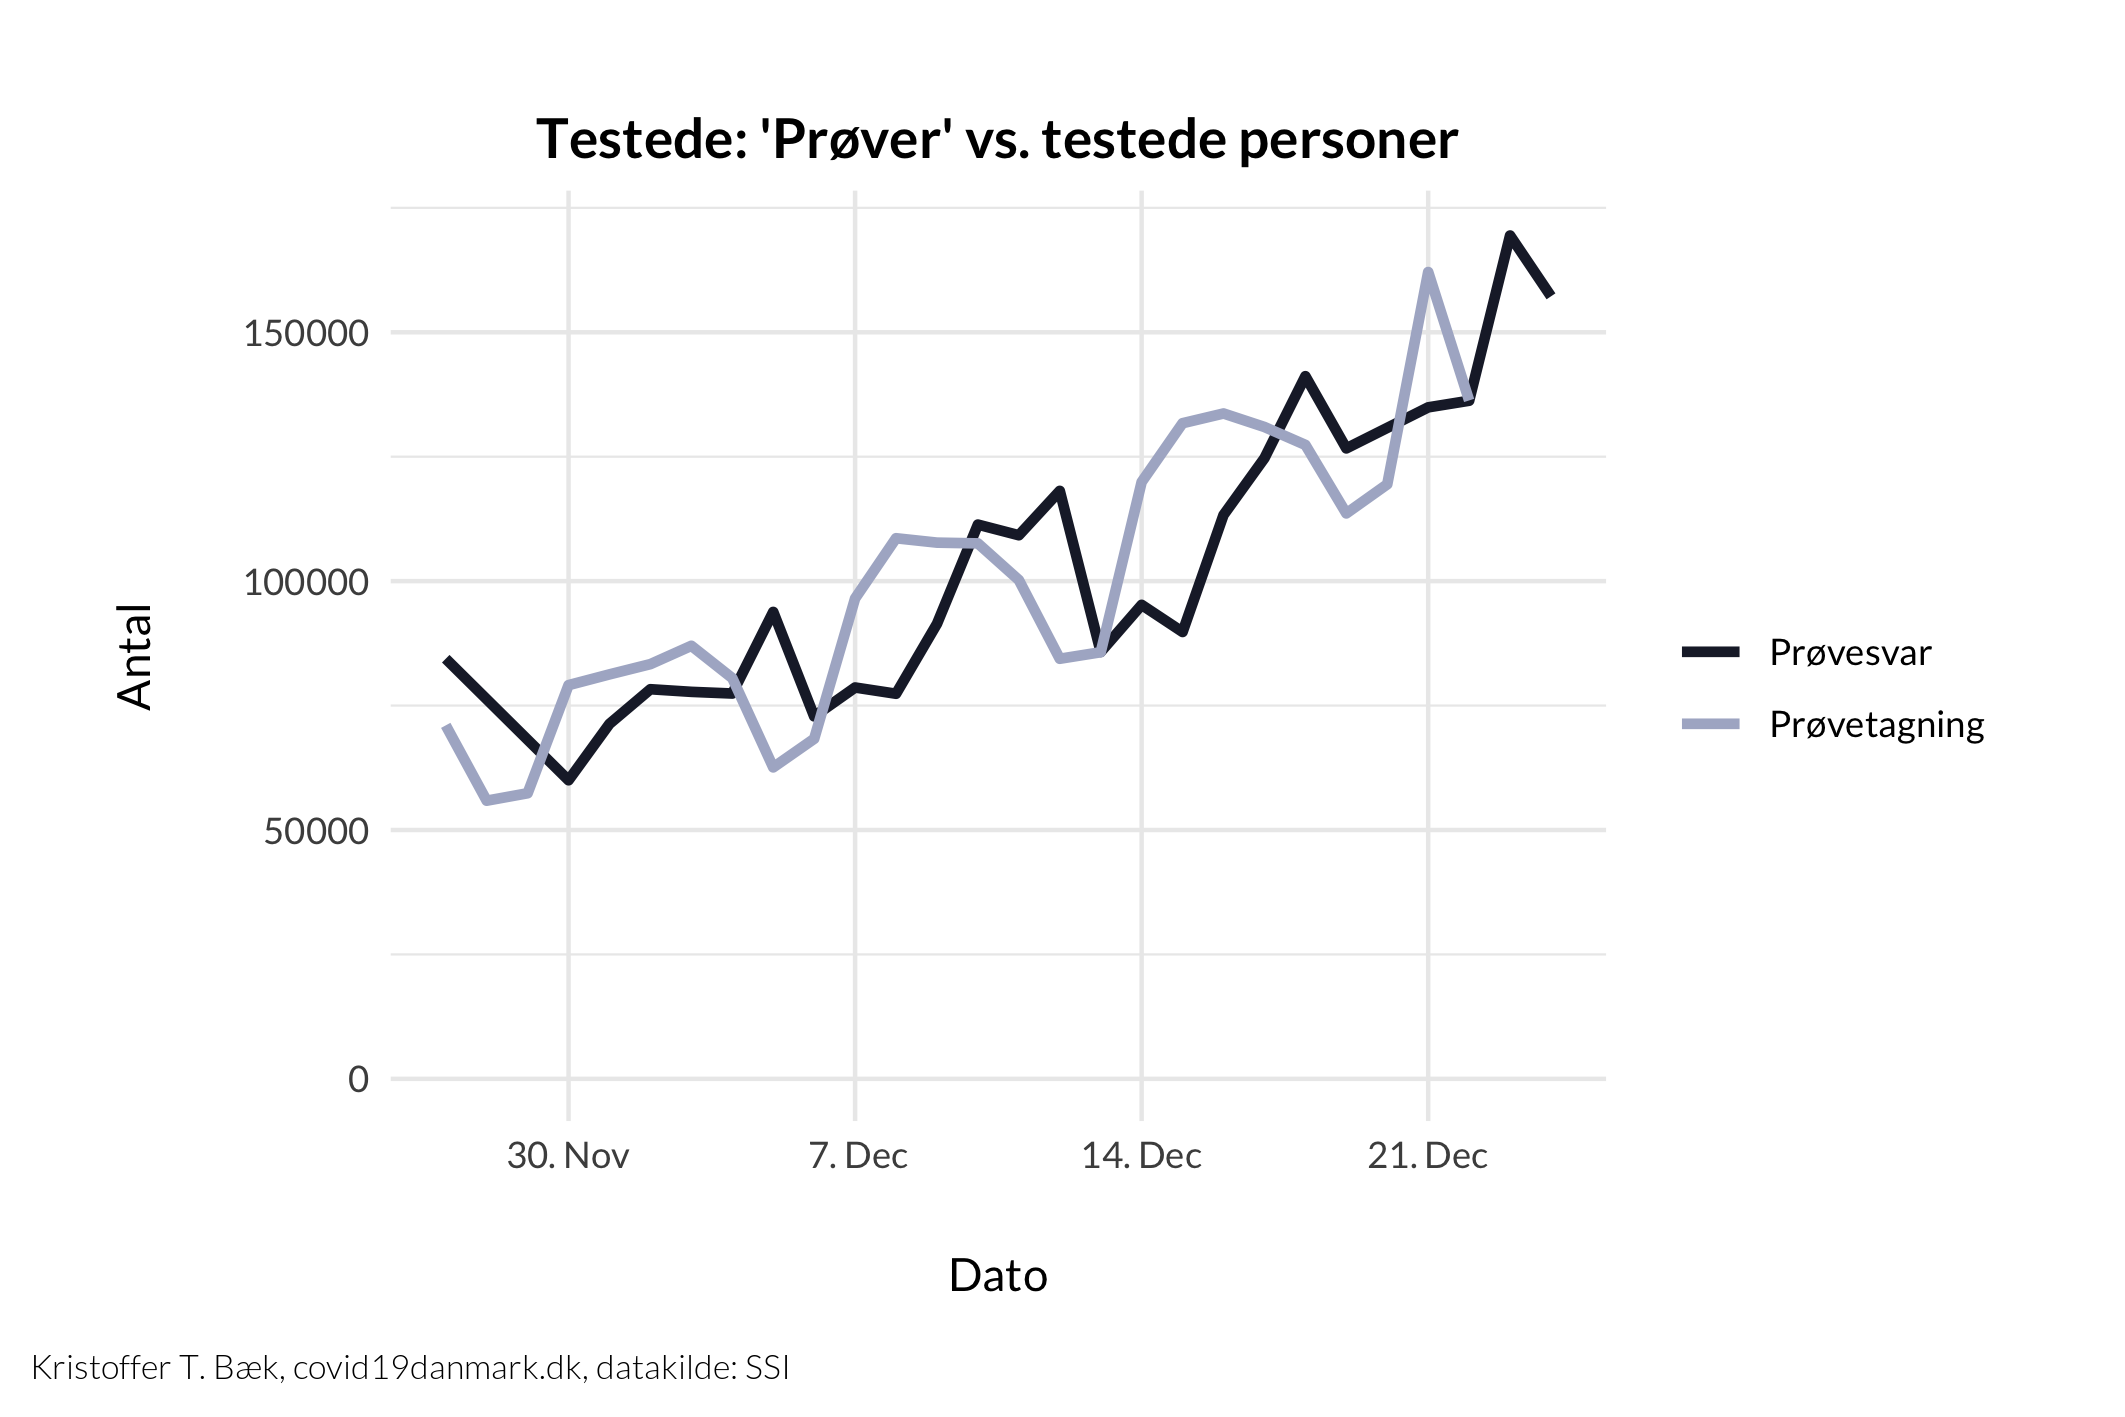 Testede: 'Prøver' vs. testede personer
Antal
150000
100000
50000
0
30. Nov
7. Dec
14. Dec
21. Dec
Dato
Prøvesvar
Prøvetagning
Kristoffer T. Bæk, covid19danmark.dk, datakilde: SSI